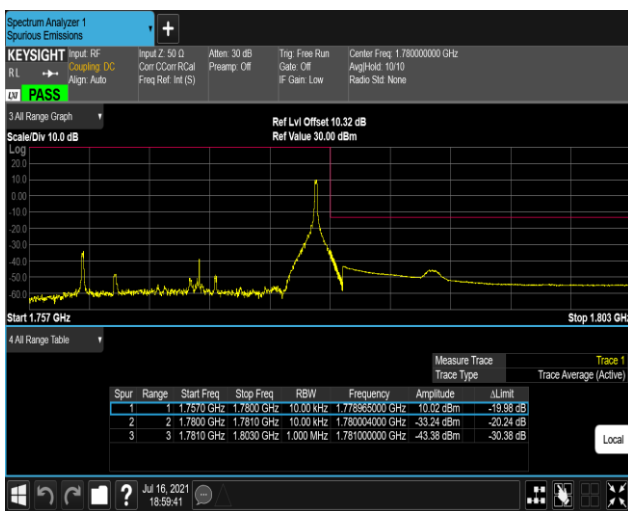 Spectrum Analyzer 1
Spurious Emissions
+
KEYSIGHT Input: RF Input Z: 50 Ω Atten: 30 dB Trig: Free Run Center Freq: 1.780000000 GHz
RL Coupling: DC Corr CCorr RCal Preamp: Off Gate: Off Avg|Hold: 10/10
Align: Auto Freq Ref: Int (S) IF Gain: Low Radio Std: None
LXI PASS
3 All Range Graph
Ref Lvl Offset 10.32 dB
Scale/Div 10.0 dB Ref Value 30.00 dBm
Log
20.0
10.0
0.00
-10.0
-20.0
-30.0
-40.0
-50.0
-60.0
Start 1.757 GHz Stop 1.803 GHz
4 All Range Table
Measure Trace Trace 1
Trace Type Trace Average (Active)
Spur Range Start Freq Stop Freq RBW Frequency Amplitude ΔLimit
1 1 1.7570 GHz 1.7800 GHz 10.00 kHz 1.778965000 GHz 10.02 dBm -19.98 dB
2 2 1.7800 GHz 1.7810 GHz 10.00 kHz 1.780004000 GHz -33.24 dBm -20.24 dB
3 3 1.7810 GHz 1.8030 GHz 1.000 MHz 1.781000000 GHz -43.38 dBm -30.38 dB
Local
? Jul 16, 2021
18:59:41